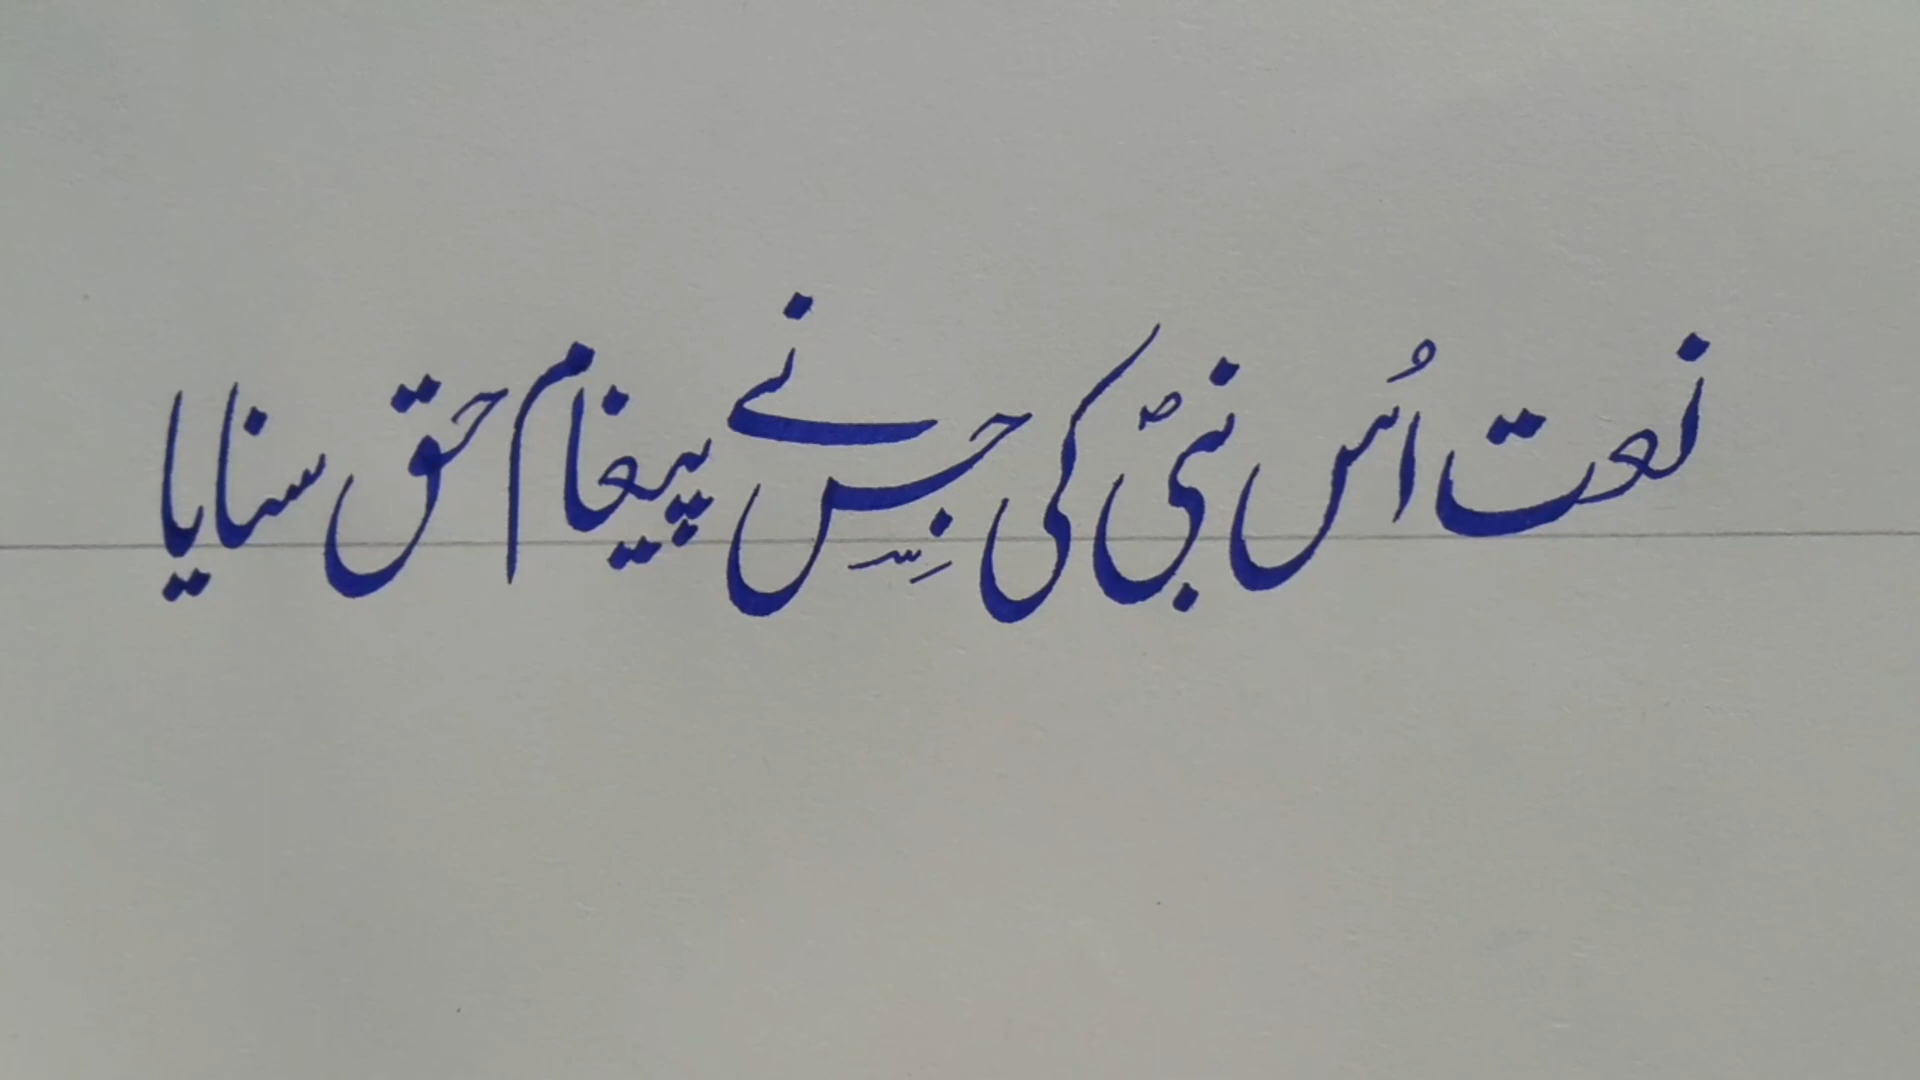 نعت اُس نبیؐ کی جِس نے پیغام حق سنایا